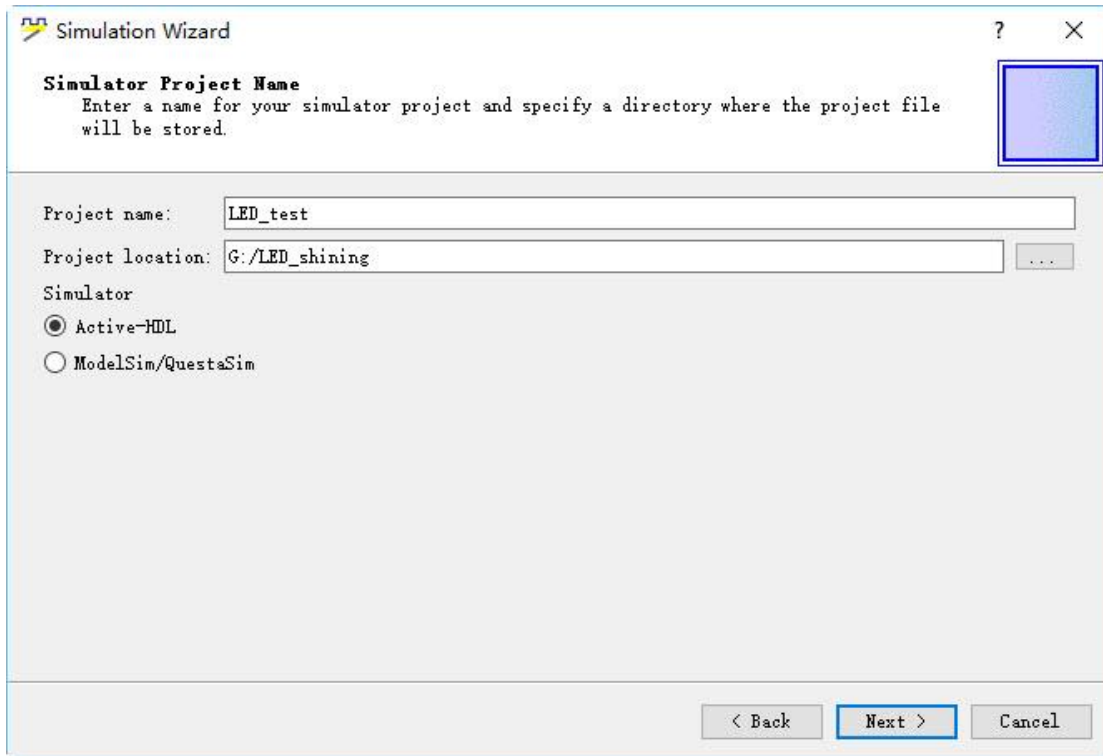 Simulation Wizard
?
Simulator Project Name
Enter a name for your simulator project and specify a directory where the project file
will be stored.
Project name: LED_test
Project location: G:/LED_shining ...
Simulator
Active-HDL
ModelSim/QuestaSim
< Back Next > Cancel